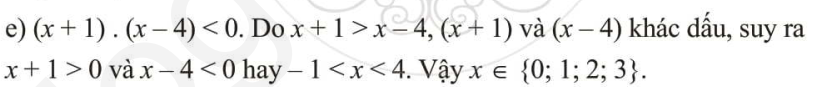 e) (x + 1) . (x – 4) < 0. Do x + 1 > x – 4, (x + 1) và (x – 4) khác dấu, suy ra
x + 1 > 0 và x – 4 < 0 hay – 1 < x < 4. Vậy x ∈ {0; 1; 2; 3}.